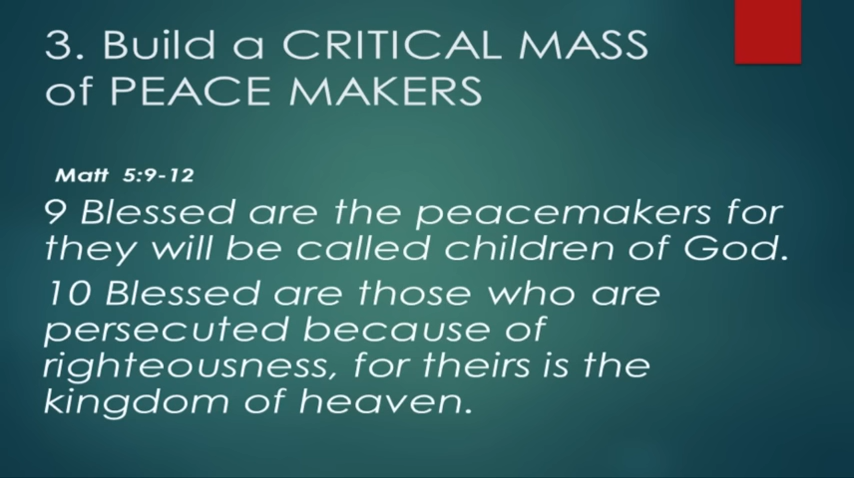 3. Build a CRITICAL MASS
of PEACE MAKERS
Matt 5:9-12
9 Blessed are the peacemakers for
they will be called children of God.
10 Blessed are those who are
persecuted because of
righteousness, for theirs is the
kingdom of heaven.